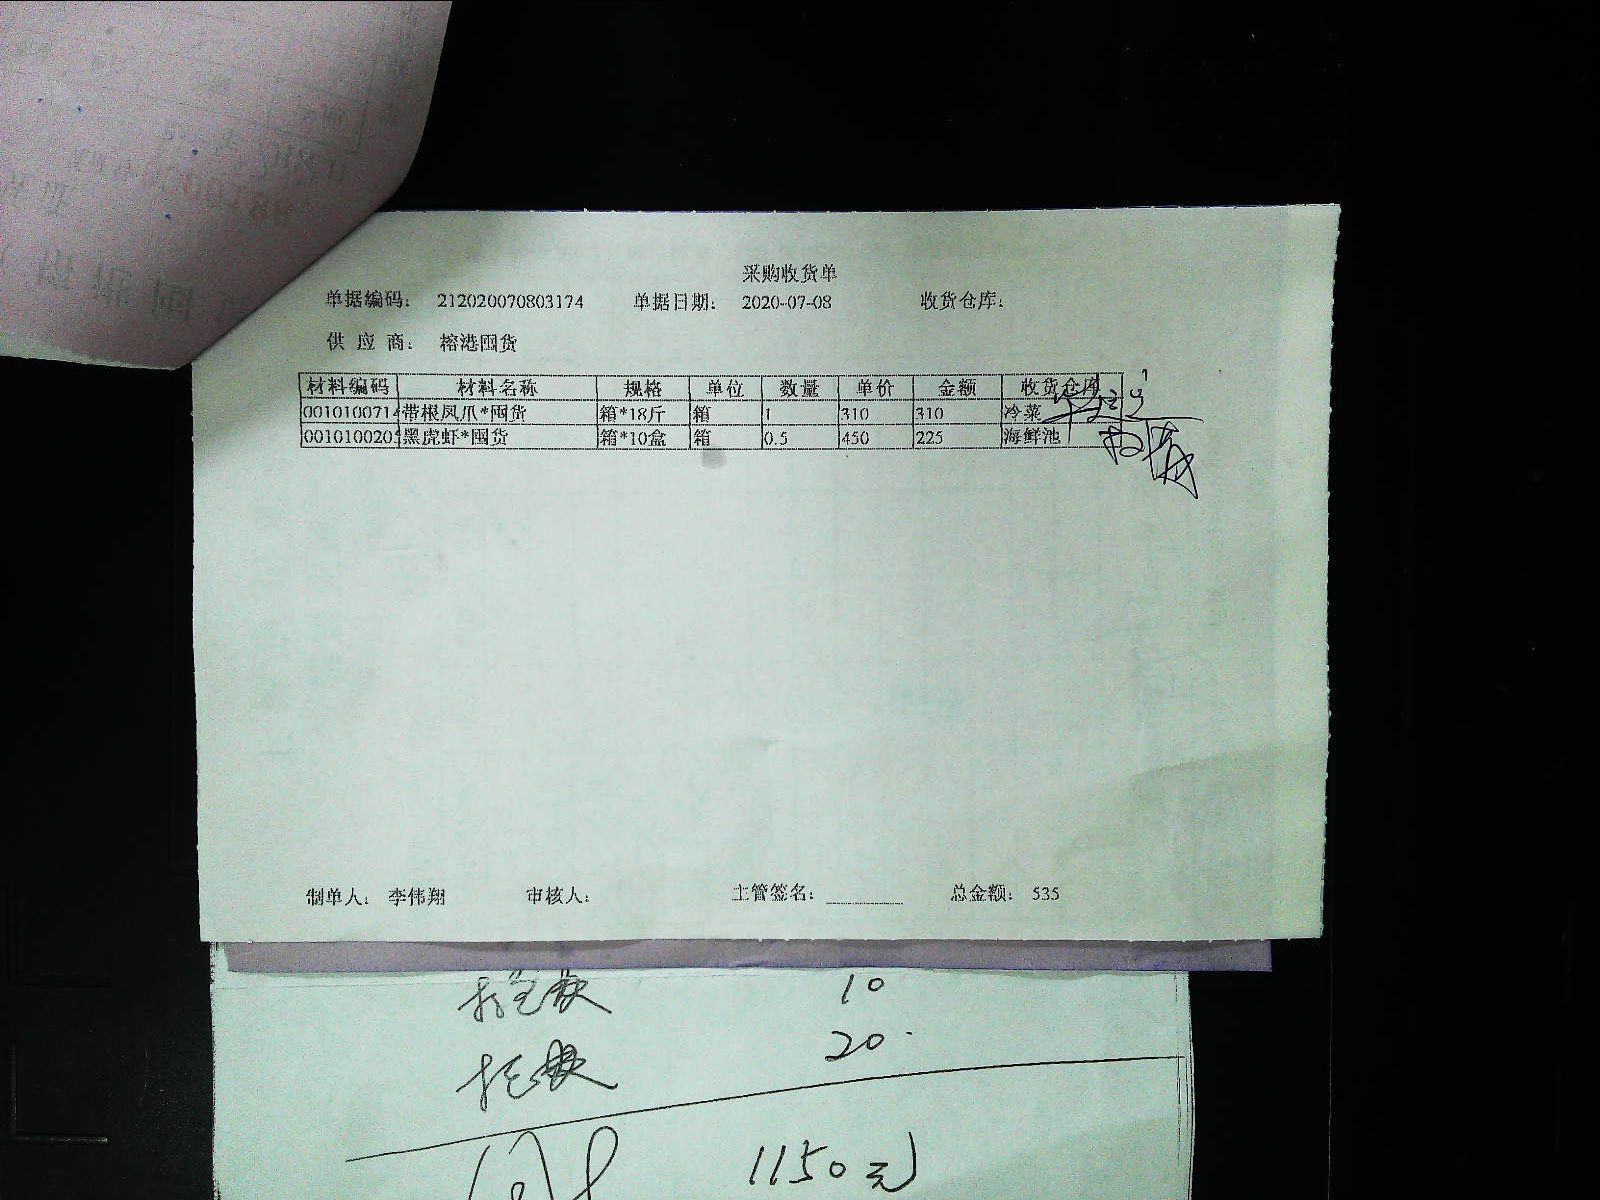 采购收货单
单据编码： 212020070803174 单据日期： 2020-07-08 收货仓库：
供应商： 榕港囤货
材料编码 材料名称 规格 单位 数量 单价 金额 收货仓库
0010100714 带根凤爪*囤货 箱*18斤 箱 1 310 310 冷菜
0010100205 黑虎虾*囤货 箱*10盒 箱 0.5 450 225 海鲜池
制单人： 李伟翔 审核人： 主管签名： 总金额： 535
10
20
1150元